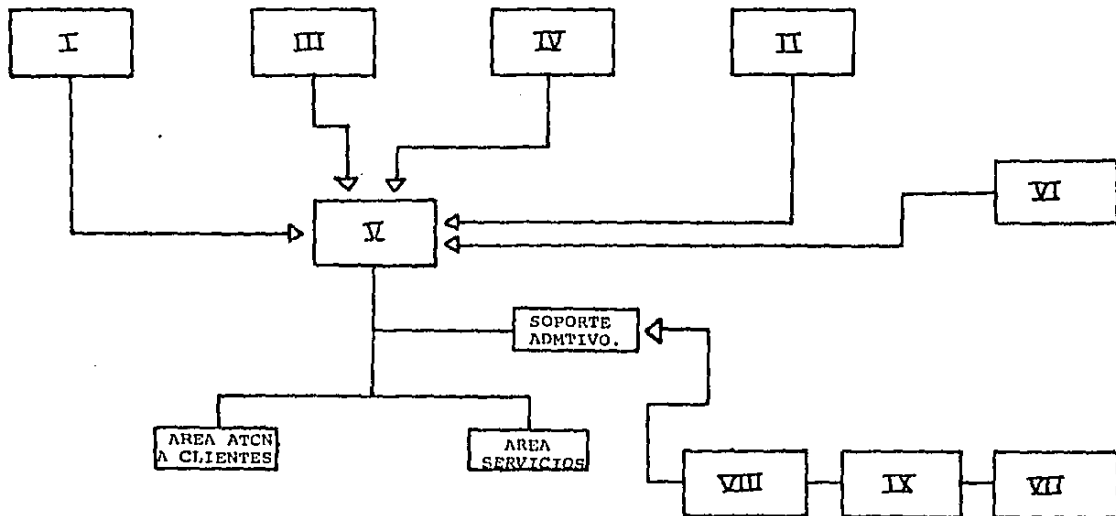 I
III
IV
II
VI
V
SOPORTE
ADMTIVO.
AREA ATCN
A CLIENTES
AREA
SERVICIOS
VIII
IX
VII